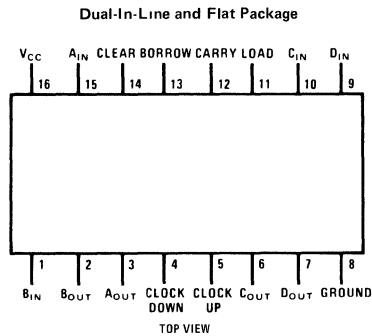 Dual-In-Line and Flat Package
VCC AIN CLEAR BORROW CARRY LOAD CIN DIN
16 15 14 13 12 11 10 9
1 2 3 4 5 6 7 8
BIN BOUT AOUT CLOCK DOWN CLOCK UP COUT DOUT GROUND
TOP VIEW